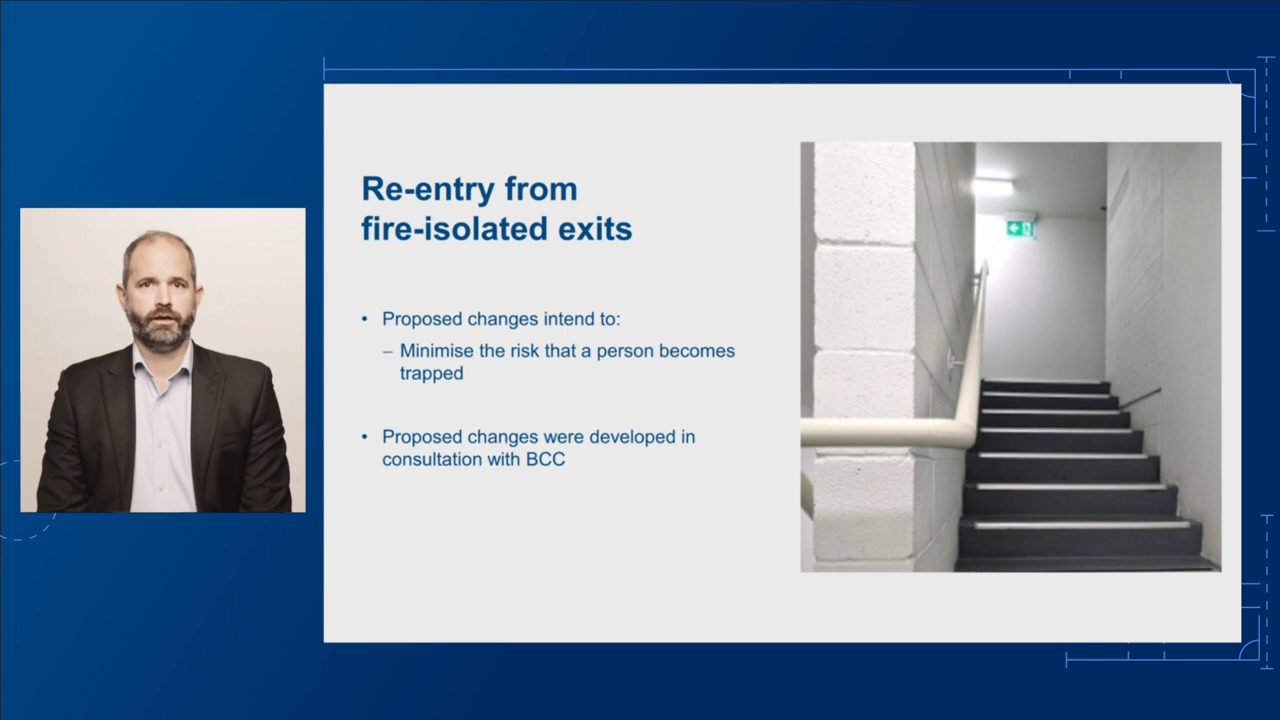 Re-entry from
fire-isolated exits
• Proposed changes intend to:
– Minimise the risk that a person becomes
trapped
• Proposed changes were developed in
consultation with BCC